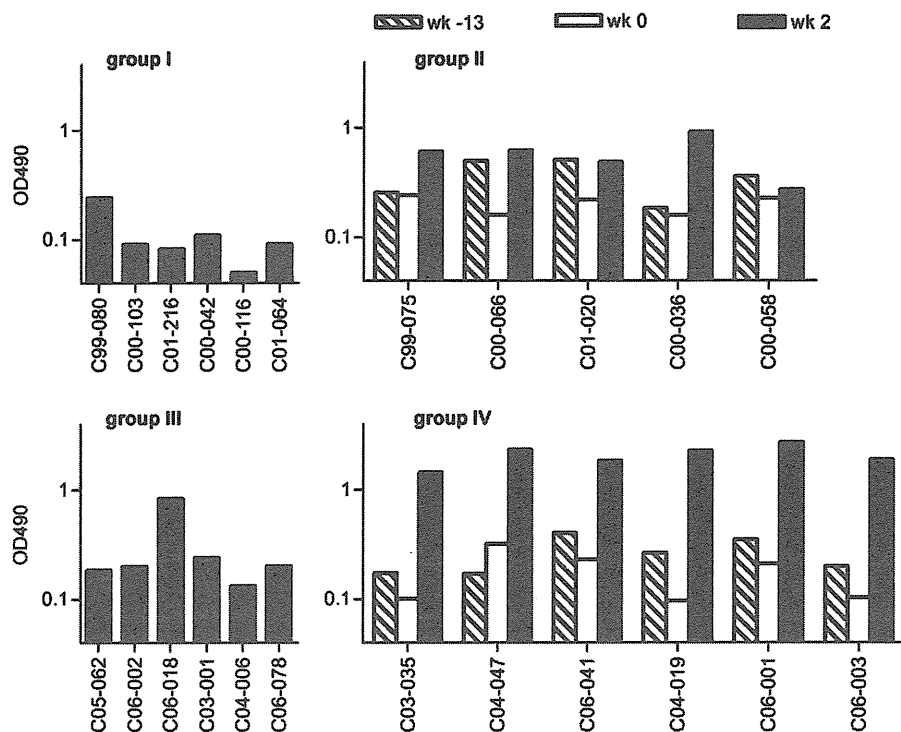 wk -13 wk 0 wk 2
group I
OD490
1
0.1
C99-080
C00-103
C01-216
C00-042
C00-116
C01-064
group II
1
0.1
C99-075
C00-066
C01-020
C00-036
C00-058
group III
OD490
1
0.1
C05-062
C06-002
C06-018
C03-001
C04-006
C06-078
group IV
1
0.1
C03-035
C04-047
C06-041
C04-019
C06-001
C06-003